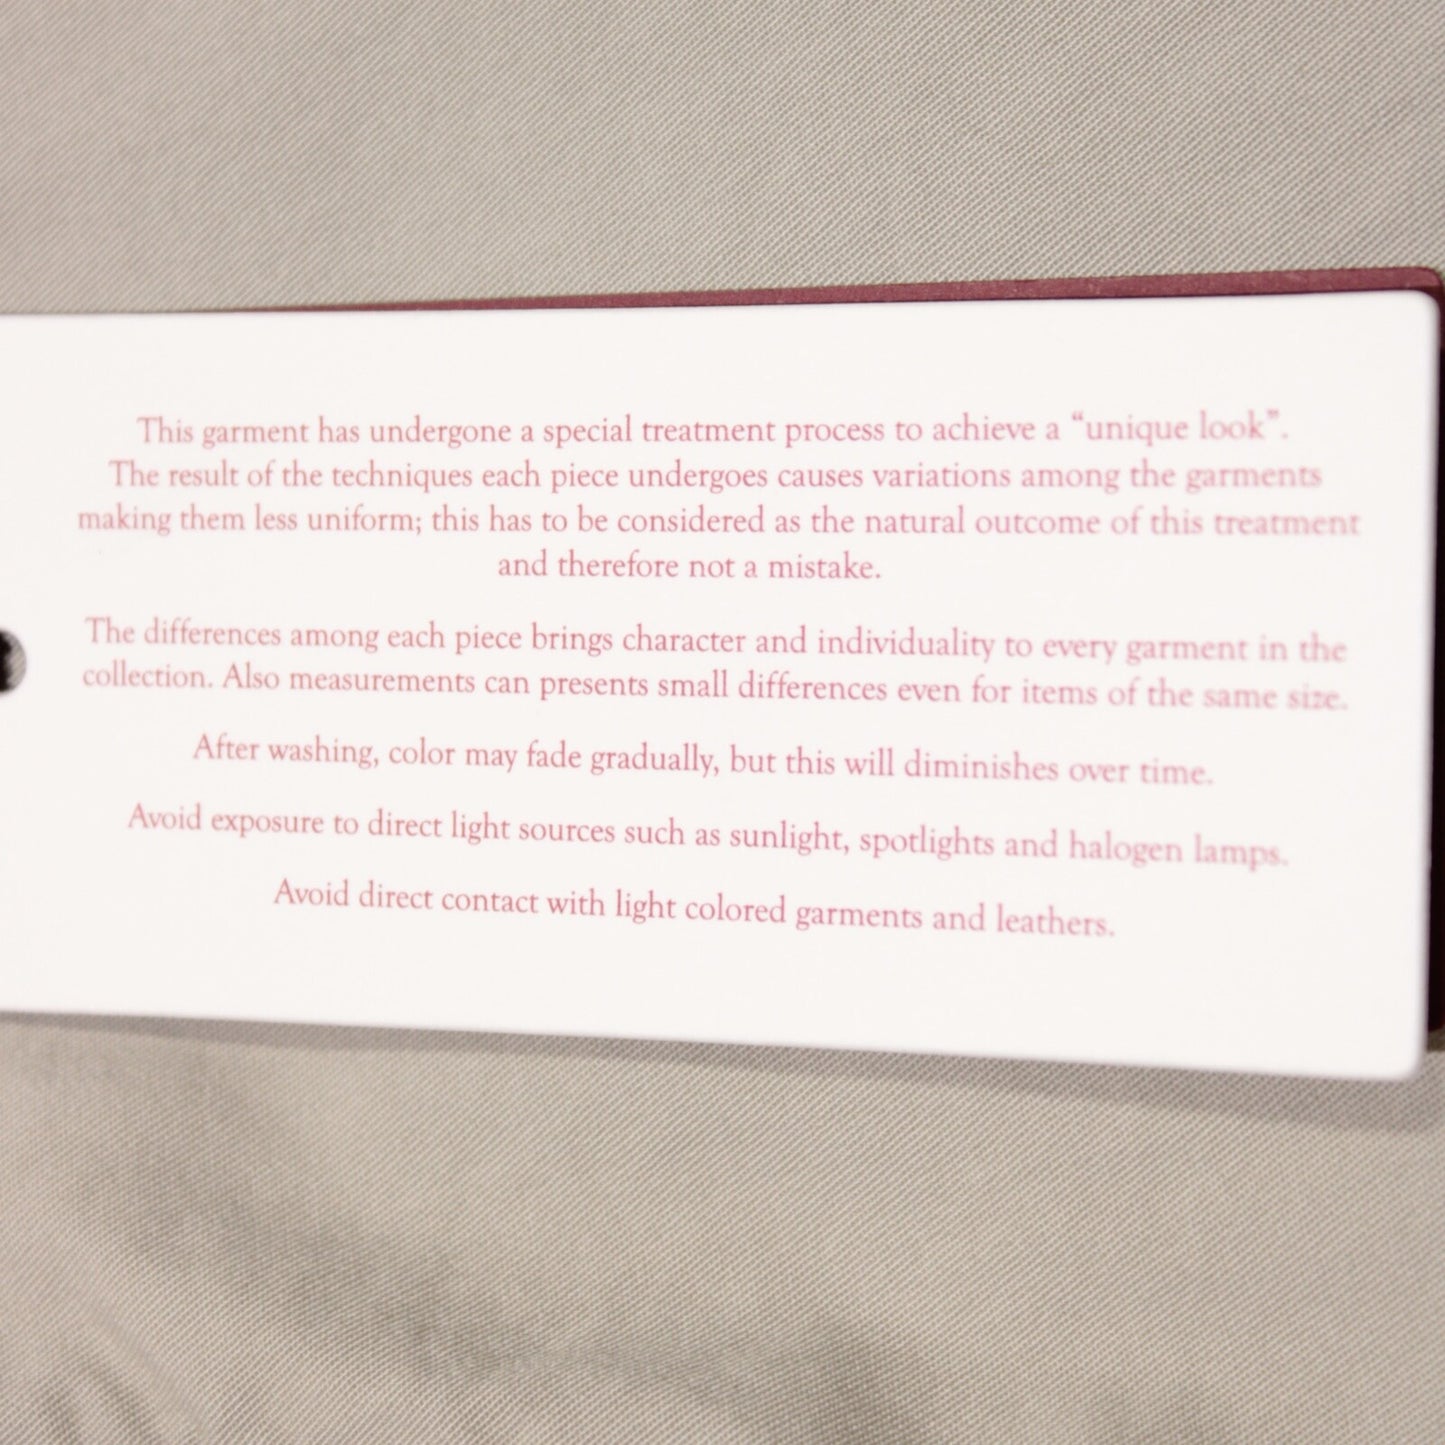 This garment has undergone a special treatment process to achieve a “unique look”.
The result of the techniques each piece undergoes causes variations among the garments
making them less uniform; this has to be considered as the natural outcome of this treatment
and therefore not a mistake.
The differences among each piece brings character and individuality to every garment in the
collection. Also measurements can presents small differences even for items of the same size.
After washing, color may fade gradually, but this will diminishes over time.
Avoid exposure to direct light sources such as sunlight, spotlights and halogen lamps.
Avoid direct contact with light colored garments and leathers.